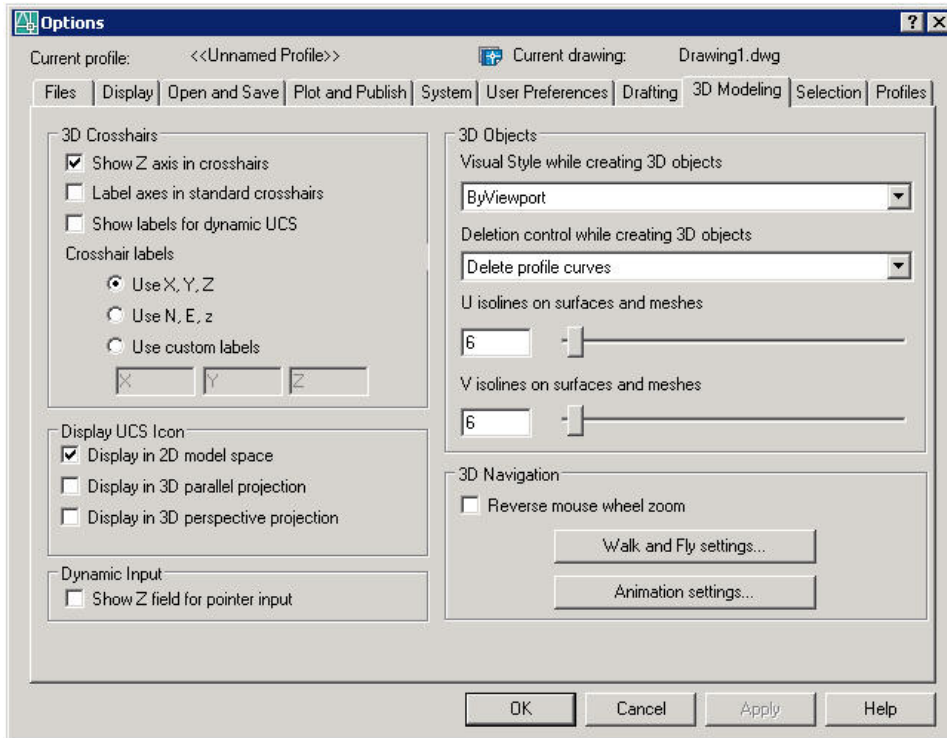 Options
Current profile: <<Unnamed Profile>> Current drawing: Drawing1.dwg
Files Display Open and Save Plot and Publish System User Preferences Drafting 3D Modeling Selection Profiles
3D Crosshairs
Show Z axis in crosshairs
Label axes in standard crosshairs
Show labels for dynamic UCS
Crosshair labels
Use X, Y, Z
Use N, E, z
Use custom labels
X Y Z
Display UCS Icon
Display in 2D model space
Display in 3D parallel projection
Display in 3D perspective projection
Dynamic Input
Show Z field for pointer input
3D Objects
Visual Style while creating 3D objects
ByViewport
Deletion control while creating 3D objects
Delete profile curves
U isolines on surfaces and meshes
6
V isolines on surfaces and meshes
6
3D Navigation
Reverse mouse wheel zoom
Walk and Fly settings...
Animation settings...
OK Cancel Apply Help